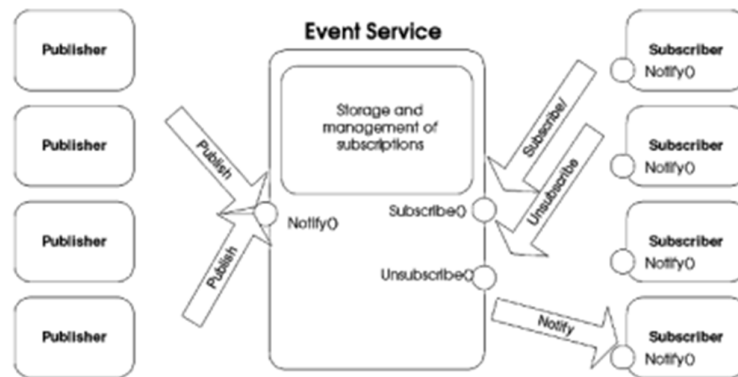 Event Service
Publisher
Publisher
Publisher
Publisher
Publish
Publish
Storage and
management of
subscriptions
Notify()
Subscribe()
Unsubscribe()
Subscribe/
Unsubscribe
Notify
Subscriber
Notify()
Subscriber
Notify()
Subscriber
Notify()
Subscriber
Notify()